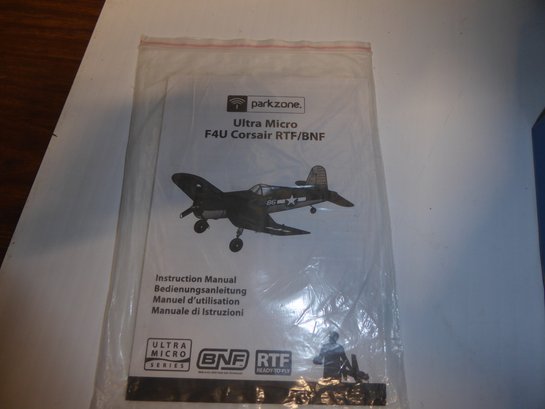 parkzone.
Ultra Micro
F4U Corsair RTF/BNF
86
Instruction Manual
Bedienungsanleitung
Manuel d'utilisation
Manuale di Istruzioni
ULTRA
MICRO
SERIES
BNF
RTF
READY-TO-FLY